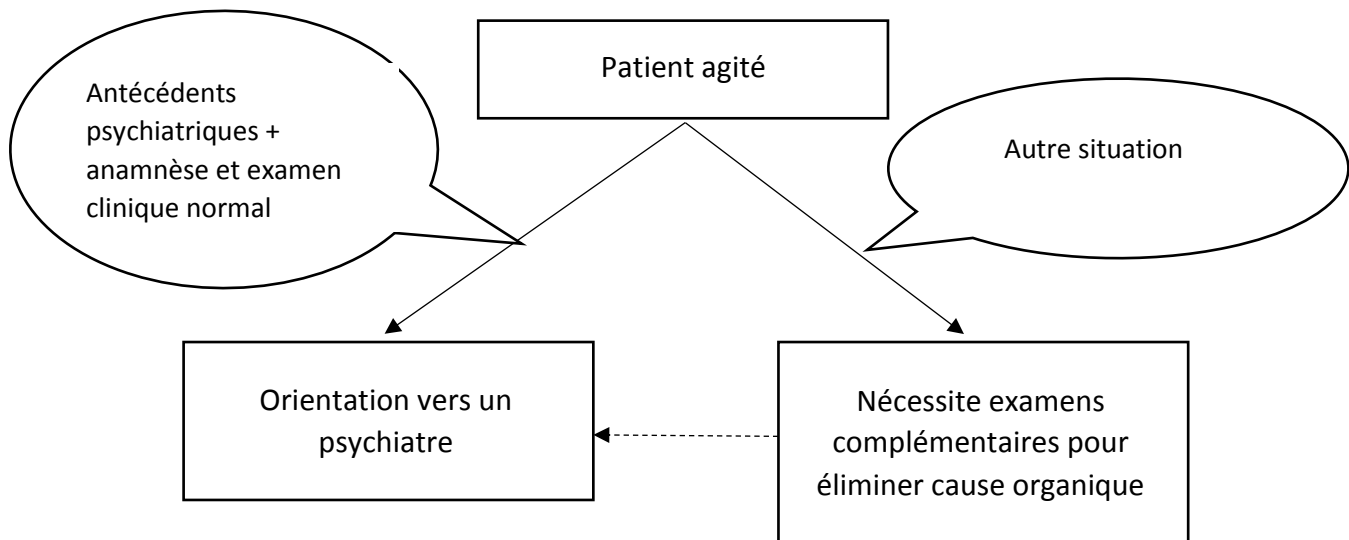 Patient agité
Antécédents
psychiatriques +
anamnèse et examen
clinique normal
Autre situation
Orientation vers un
psychiatre
Nécessite examens
complémentaires pour
éliminer cause organique